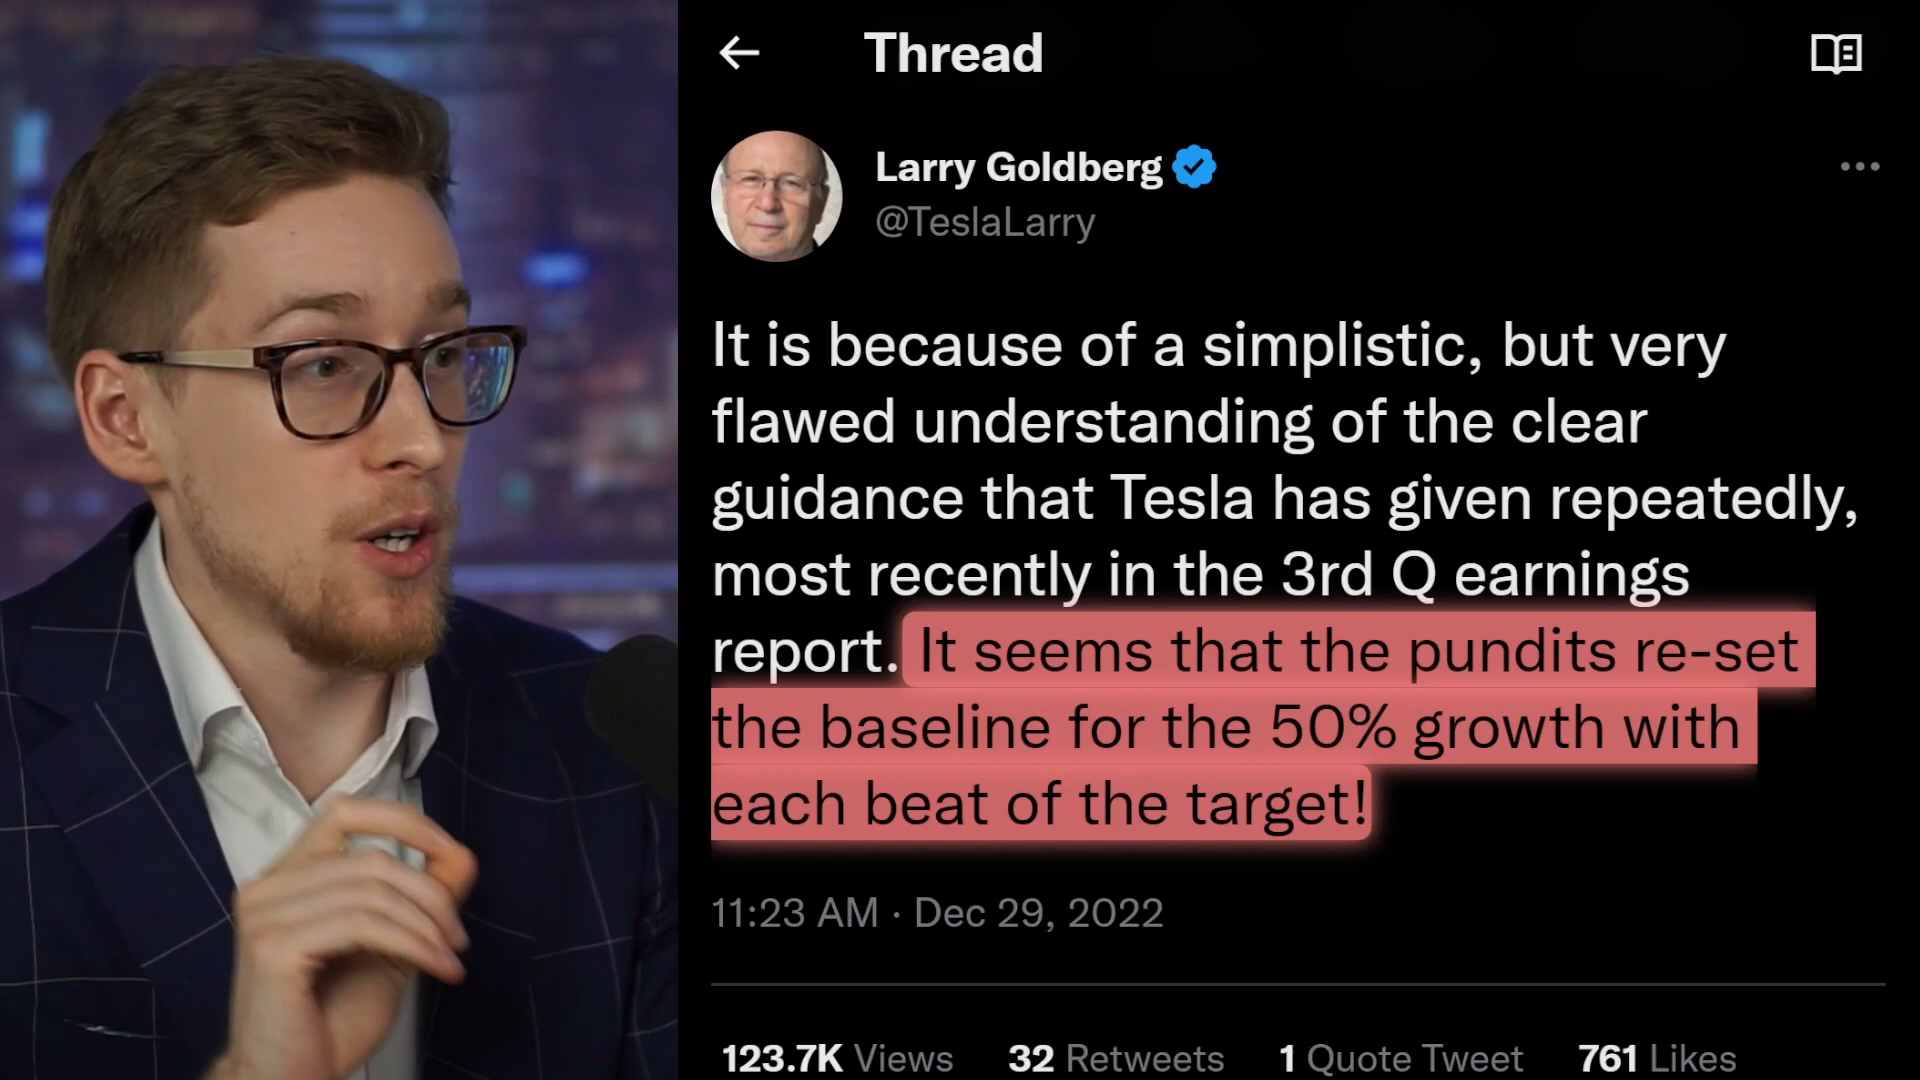 Thread
Larry Goldberg
@TeslaLarry
It is because of a simplistic, but very
flawed understanding of the clear
guidance that Tesla has given repeatedly,
most recently in the 3rd Q earnings
report. It seems that the pundits re-set
the baseline for the 50% growth with
each beat of the target!
11:23 AM · Dec 29, 2022
123.7K Views 32 Retweets 1 Quote Tweet 761 Likes